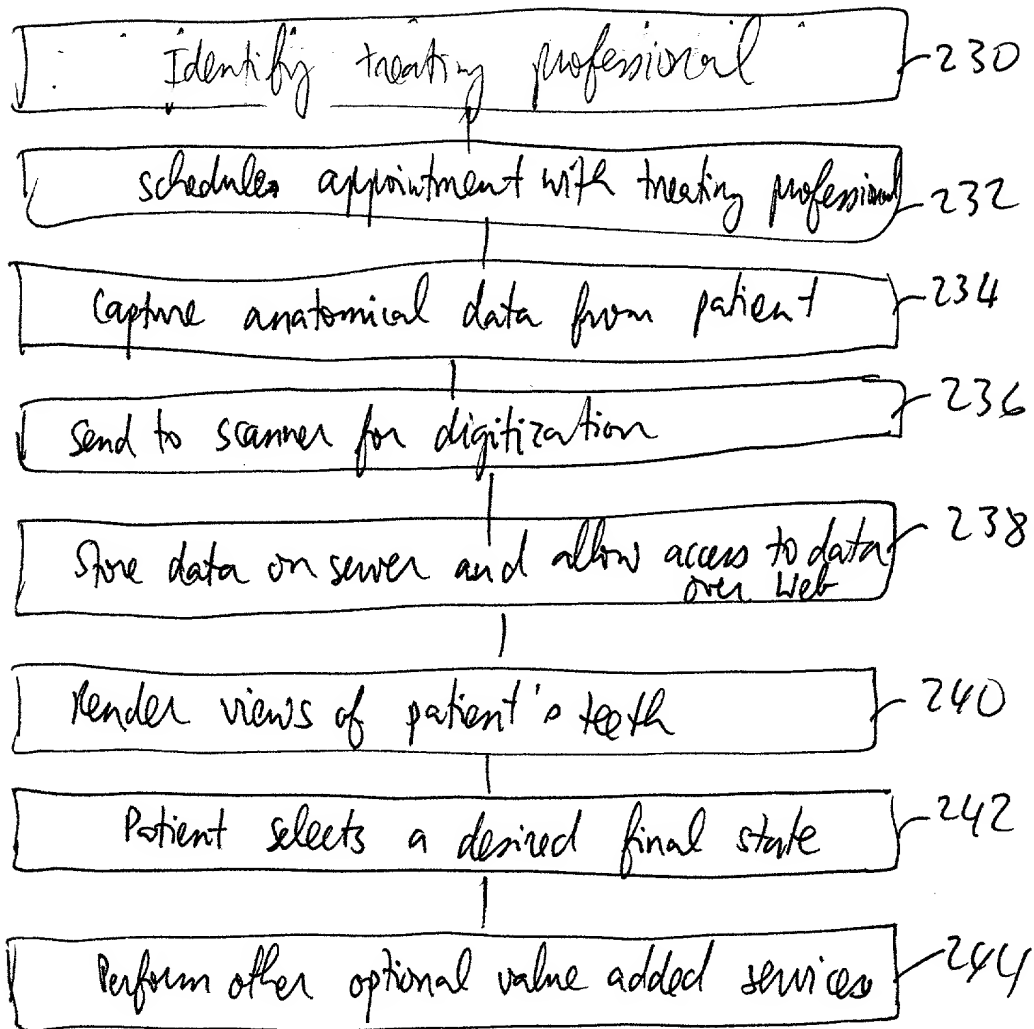 Identify treating professional
230
schedules appointment with treating professional
232
Capture anatomical data from patient
234
Send to scanner for digitization
236
Store data on server and allow access to data
over Web
238
Render views of patient's teeth
240
Patient selects a desired final state
242
Perform other optional value added services
244